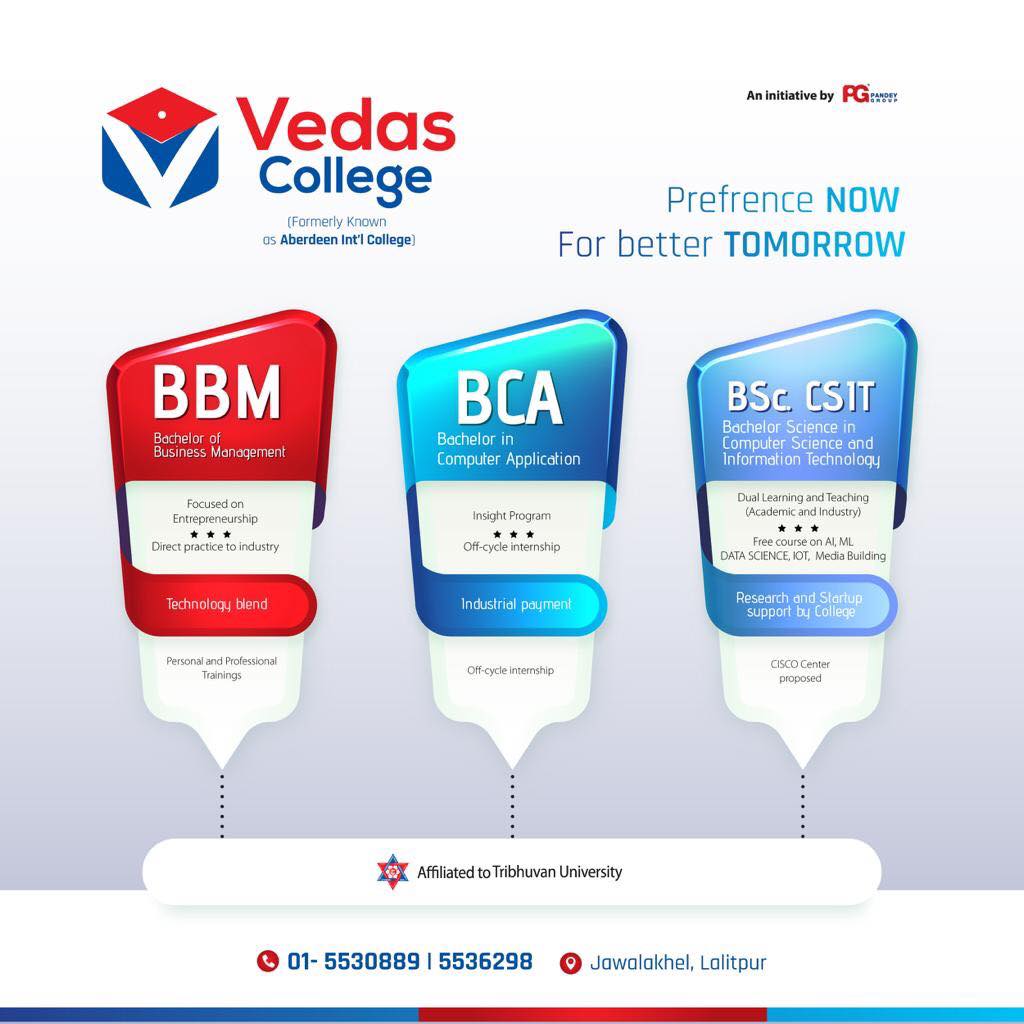 Vedas
College
(Formerly Known
as Aberdeen Int'l College)
An initiative by PG PANDEY
GROUP
Prefrence NOW
For better TOMORROW
BBM
Bachelor of
Business Management
Focused on
Entrepreneurship
Direct practice to industry
Technology blend
Personal and Professional
Trainings
BCA
Bachelor in
Computer Application
Insight Program
Off-cycle internship
Industrial payment
Off-cycle internship
BSc. CSIT
Bachelor Science in
Computer Science and
Information Technology
Dual Learning and Teaching
(Academic and Industry)
Free course on AI, ML
DATA SCIENCE, IOT, Media Building
Research and Startup
support by College
CISCO Center
proposed
Affiliated to Tribhuvan University
01- 5530889 | 5536298
Jawalakhel, Lalitpur